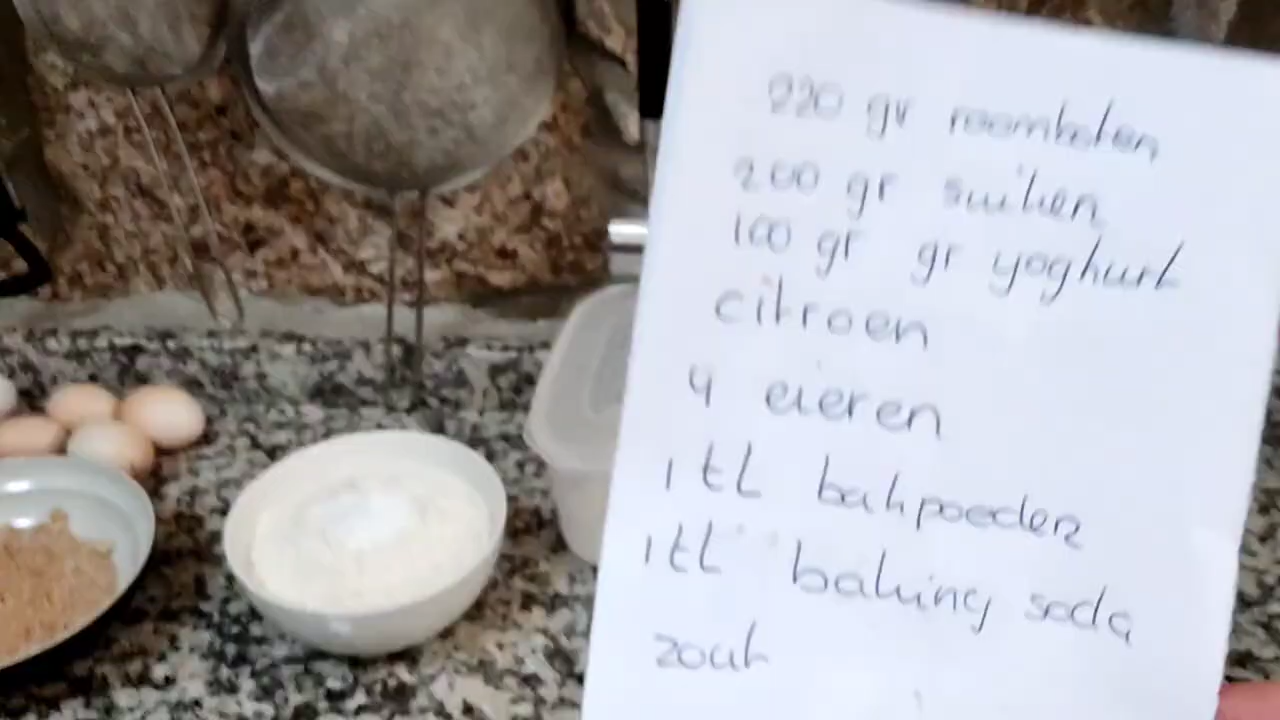 220 gr roomboter
200 gr suiker
100 gr gr yoghurt
citroen
4 eieren
1 tl bakpoeder
1 tl baking soda
zout